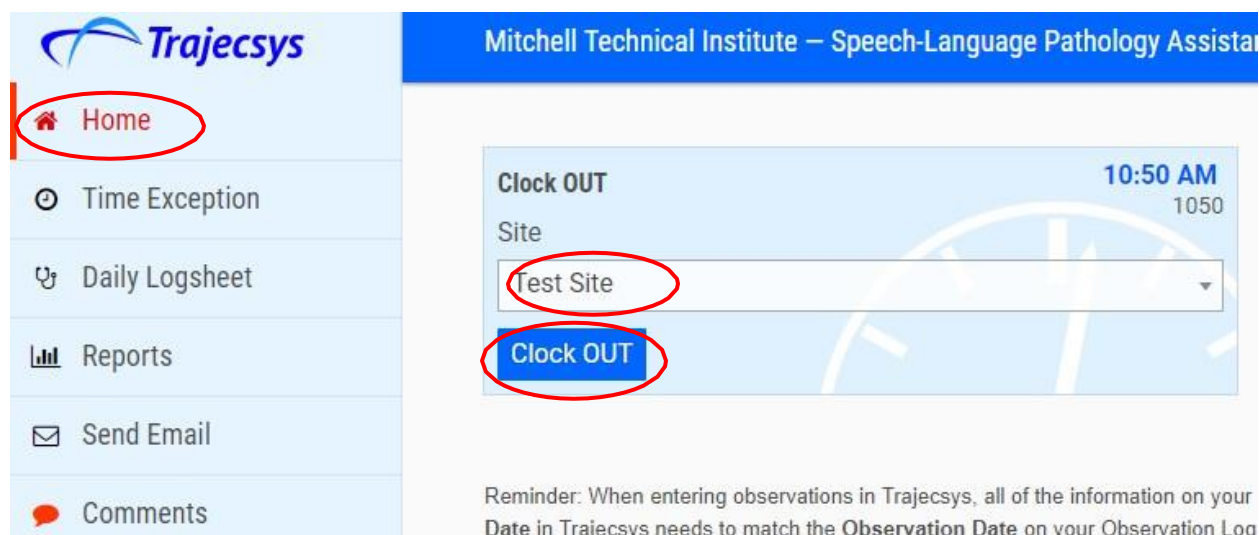 Trajecsys
Mitchell Technical Institute – Speech-Language Pathology
Home
Time Exception
Daily Logsheet
Reports
Send Email
Comments
Clock OUT
10:50 AM
1050
Site
Test Site
Clock OUT
Reminder: When entering observations in Trajecsys, all of the information on your
Date in Trajecsys needs to match the Observation Date on your Observation Log